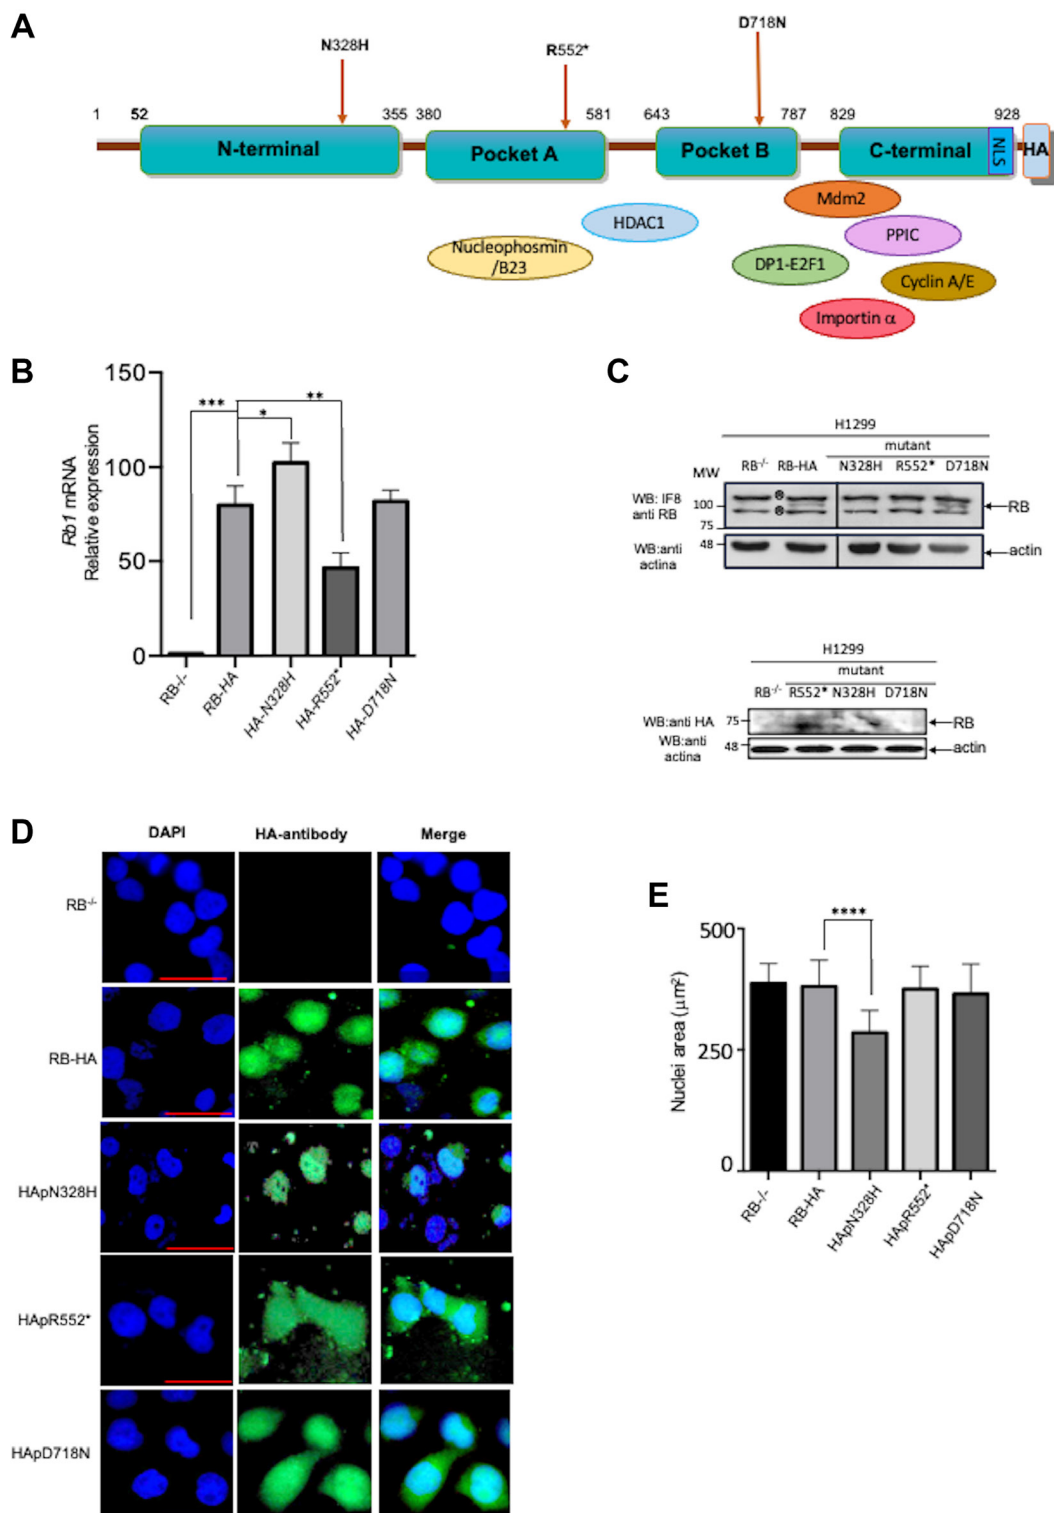 A
N328H
R552*
D718N
1 52 355 380 581 643 787 829 928
N-terminal
Pocket A
Pocket B
C-terminal
NLS
HA
Mdm2
HDAC1
PPIC
Nucleophosmin
/B23
DP1-E2F1
Cyclin A/E
Importin α
B
Rb1 mRNA
Relative expression
150
100
50
0
***
*
**
RB-/-
RB-HA
HA-N328H
HA-R552*
HA-D718N
C
H1299
mutant
MW
RB-/- RB-HA N328H R552* D718N
WB: IF8
anti RB
100
75
RB
WB:anti
actina
48
actin
H1299
mutant
RB-/- R552* N328H D718N
WB:anti HA
75
RB
WB:anti
actina
48
actin
D
DAPI HA-antibody Merge
RB-/-
RB-HA
HApN328H
HApR552*
HApD718N
E
Nuclei area (µm²)
500
250
0
****
RB-/-
RB-HA
HApN328H
HApR552*
HApD718N